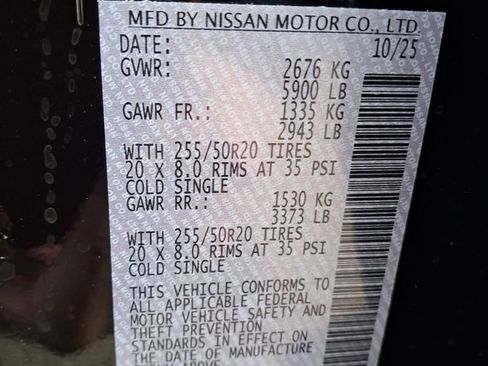 MFD BY NISSAN MOTOR CO., LTD.
DATE: 10/25
GVWR: 2676 KG
5900 LB
GAWR FR.: 1335 KG
2943 LB
WITH 255/50R20 TIRES
20 X 8.0 RIMS AT 35 PSI
COLD SINGLE
GAWR RR.: 1530 KG
3373 LB
WITH 255/50R20 TIRES
20 X 8.0 RIMS AT 35 PSI
COLD SINGLE
THIS VEHICLE CONFORMS TO
ALL APPLICABLE FEDERAL
MOTOR VEHICLE SAFETY AND
THEFT PREVENTION
STANDARDS IN EFFECT ON
THE DATE OF MANUFACTURE